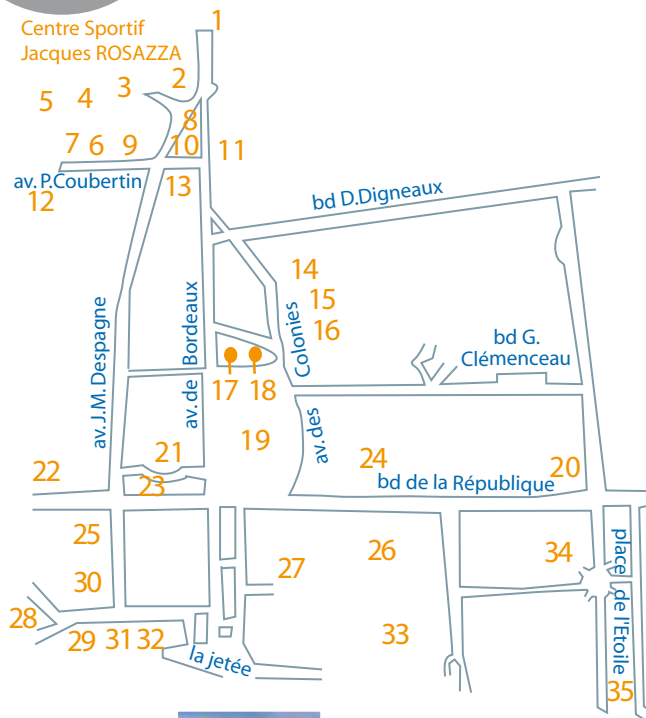 Centre Sportif
Jacques ROSAZZA
1
2
3
4
5
8
7
6
9
10
11
av. P.Coubertin
12
13
bd D.Digneaux
14
15
16
av. J.M. Despagne
av. de Bordeaux
av. des Colonies
bd G.
Clémenceau
17
18
19
20
21
22
23
24
bd de la République
25
26
27
34
place de l'Etoile
30
28
29
31
32
33
la jetée
35